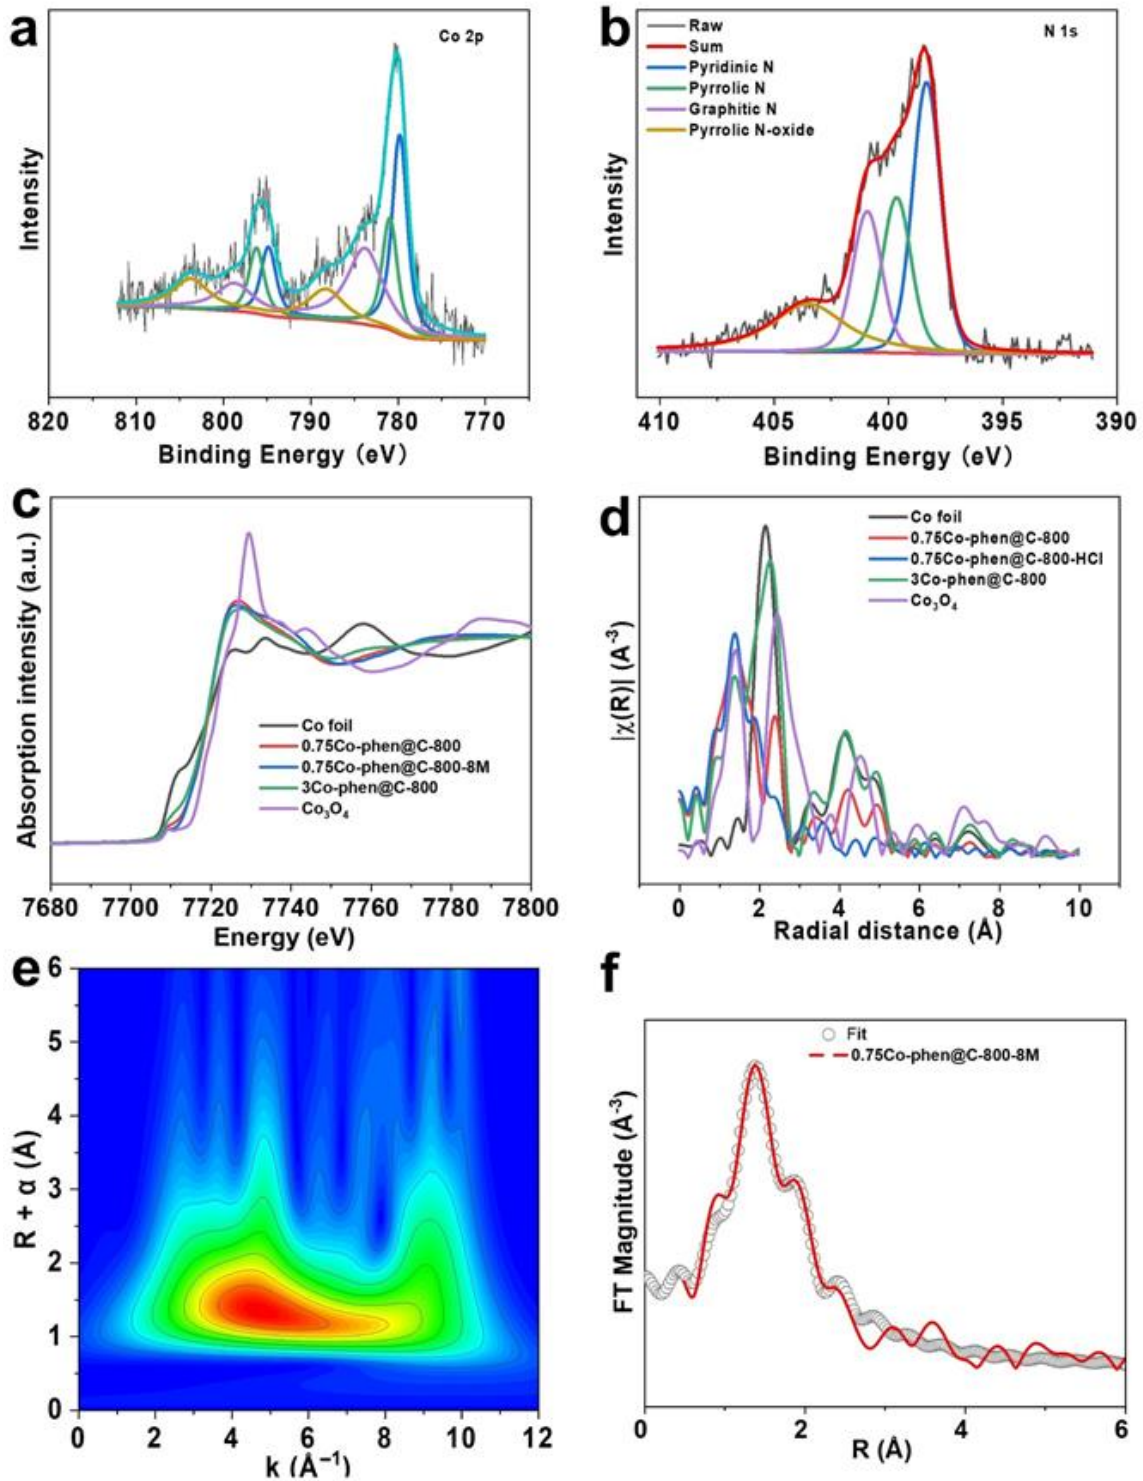 a
Co 2p
Intensity
820 810 800 790 780 770
Binding Energy (eV)
b
Raw
Sum
Pyridinic N
Pyrrolic N
Graphitic N
Pyrrolic N-oxide
N 1s
Intensity
410 405 400 395 390
Binding Energy (eV)
c
Absorption intensity (a.u.)
Co foil
0.75Co-phen@C-800
0.75Co-phen@C-800-8M
3Co-phen@C-800
Co₃O₄
7680 7700 7720 7740 7760 7780 7800
Energy (eV)
d
Co foil
0.75Co-phen@C-800
0.75Co-phen@C-800-HCl
3Co-phen@C-800
Co₃O₄
|χ(R)| (Å⁻³)
0 2 4 6 8 10
Radial distance (Å)
e
6
5
4
3
2
1
0
R + α (Å)
0 2 4 6 8 10 12
k (Å⁻¹)
f
Fit
0.75Co-phen@C-800-8M
FT Magnitude (Å⁻³)
0 2 4 6
R (Å)